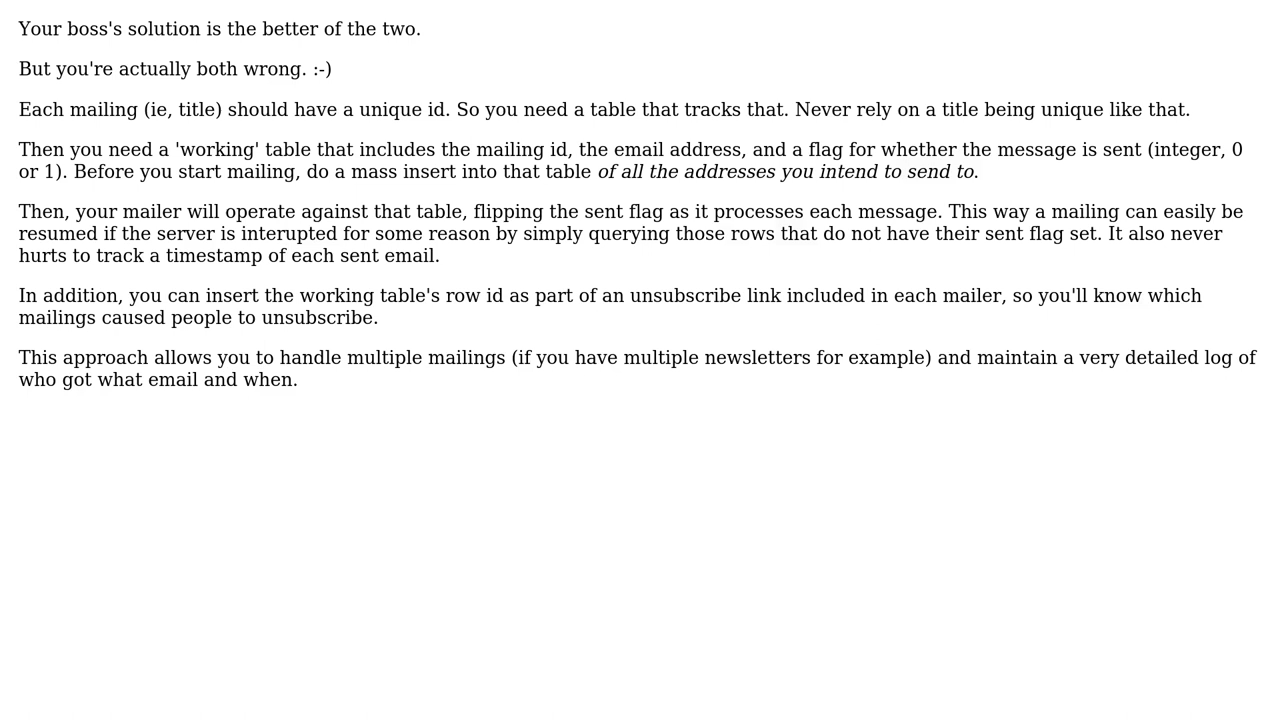 Your boss's solution is the better of the two.
But you're actually both wrong. :-)
Each mailing (ie, title) should have a unique id. So you need a table that tracks that. Never rely on a title being unique like that.
Then you need a 'working' table that includes the mailing id, the email address, and a flag for whether the message is sent (integer, 0
or 1). Before you start mailing, do a mass insert into that table of all the addresses you intend to send to.
Then, your mailer will operate against that table, flipping the sent flag as it processes each message. This way a mailing can easily be
resumed if the server is interupted for some reason by simply querying those rows that do not have their sent flag set. It also never
hurts to track a timestamp of each sent email.
In addition, you can insert the working table's row id as part of an unsubscribe link included in each mailer, so you'll know which
mailings caused people to unsubscribe.
This approach allows you to handle multiple mailings (if you have multiple newsletters for example) and maintain a very detailed log of
who got what email and when.